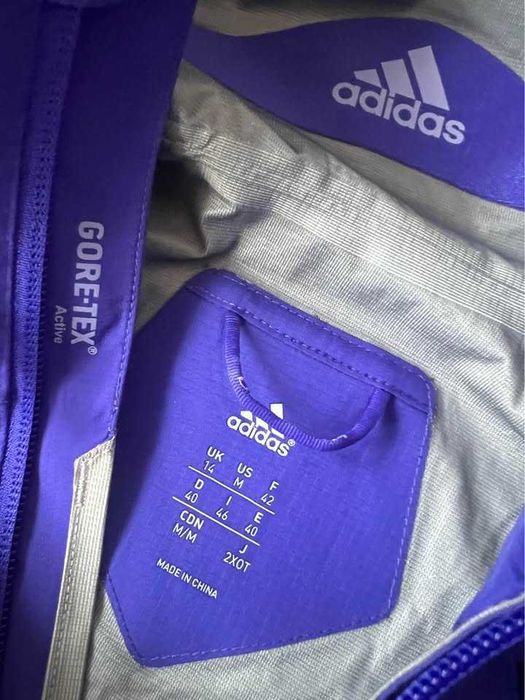 adidas
GORE-TEX®
Active
adidas®
UK US F
14 M 42
D I E
40 46 40
CDN J
M/M 2XOT
MADE IN CHINA